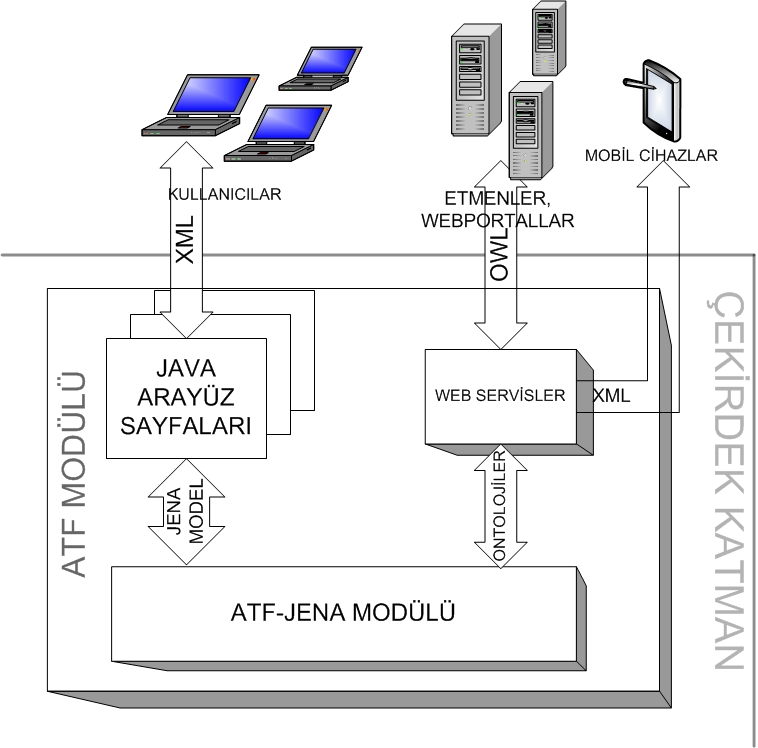 MOBİL CİHAZLAR
KULLANICILAR
ETMENLER,
WEBPORTALLAR
XML
OWL
JAVA
ARAYÜZ
SAYFALARI
WEB SERVİSLER
XML
JENA
MODEL
ONTOLOJİLER
ATF-JENA MODÜLÜ
ATF MODÜLÜ
ÇEKİRDEK KATMAN